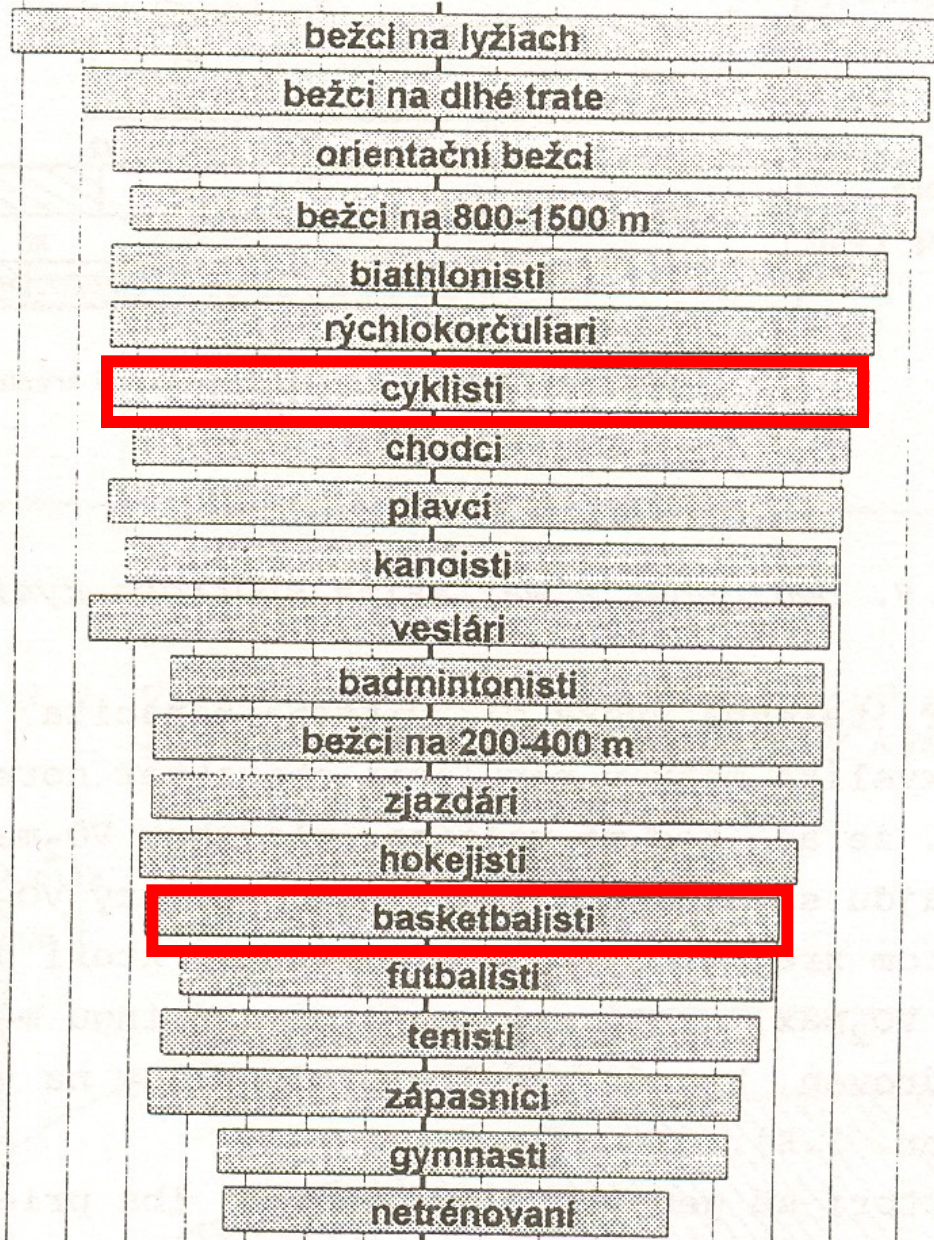 bežci na lyžiach
bežci na dlhé trate
orientační bežci
bežci na 800-1500 m
biathlonisti
rýchlokorčuliari
cyklisti
chodci
plavci
kanoisti
veslári
badmintonisti
bežci na 200-400 m
zjazdári
hokejisti
basketbalisti
futbalisti
tenisti
zápasníci
gymnasti
netrénovaní